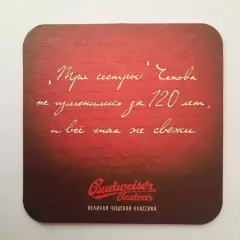 „Три сестры" Чехова
не изменились за 120 лет,
и всё так же свежи.
Budweiser
Budvar
ВЕЛИКАЯ ЧЕШСКАЯ КЛАССИКА